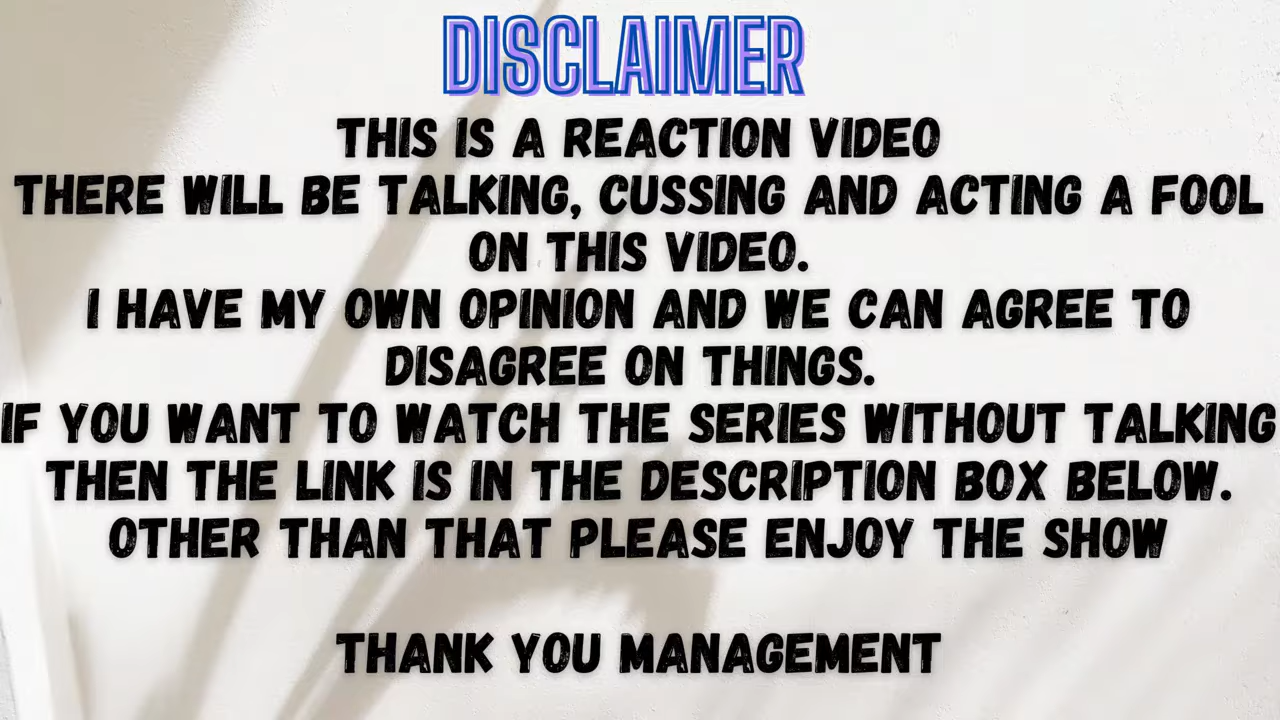 DISCLAIMER
THIS IS A REACTION VIDEO
THERE WILL BE TALKING, CUSSING AND ACTING A FOOL
ON THIS VIDEO.
I HAVE MY OWN OPINION AND WE CAN AGREE TO
DISAGREE ON THINGS.
IF YOU WANT TO WATCH THE SERIES WITHOUT TALKING
THEN THE LINK IS IN THE DESCRIPTION BOX BELOW.
OTHER THAN THAT PLEASE ENJOY THE SHOW
THANK YOU MANAGEMENT